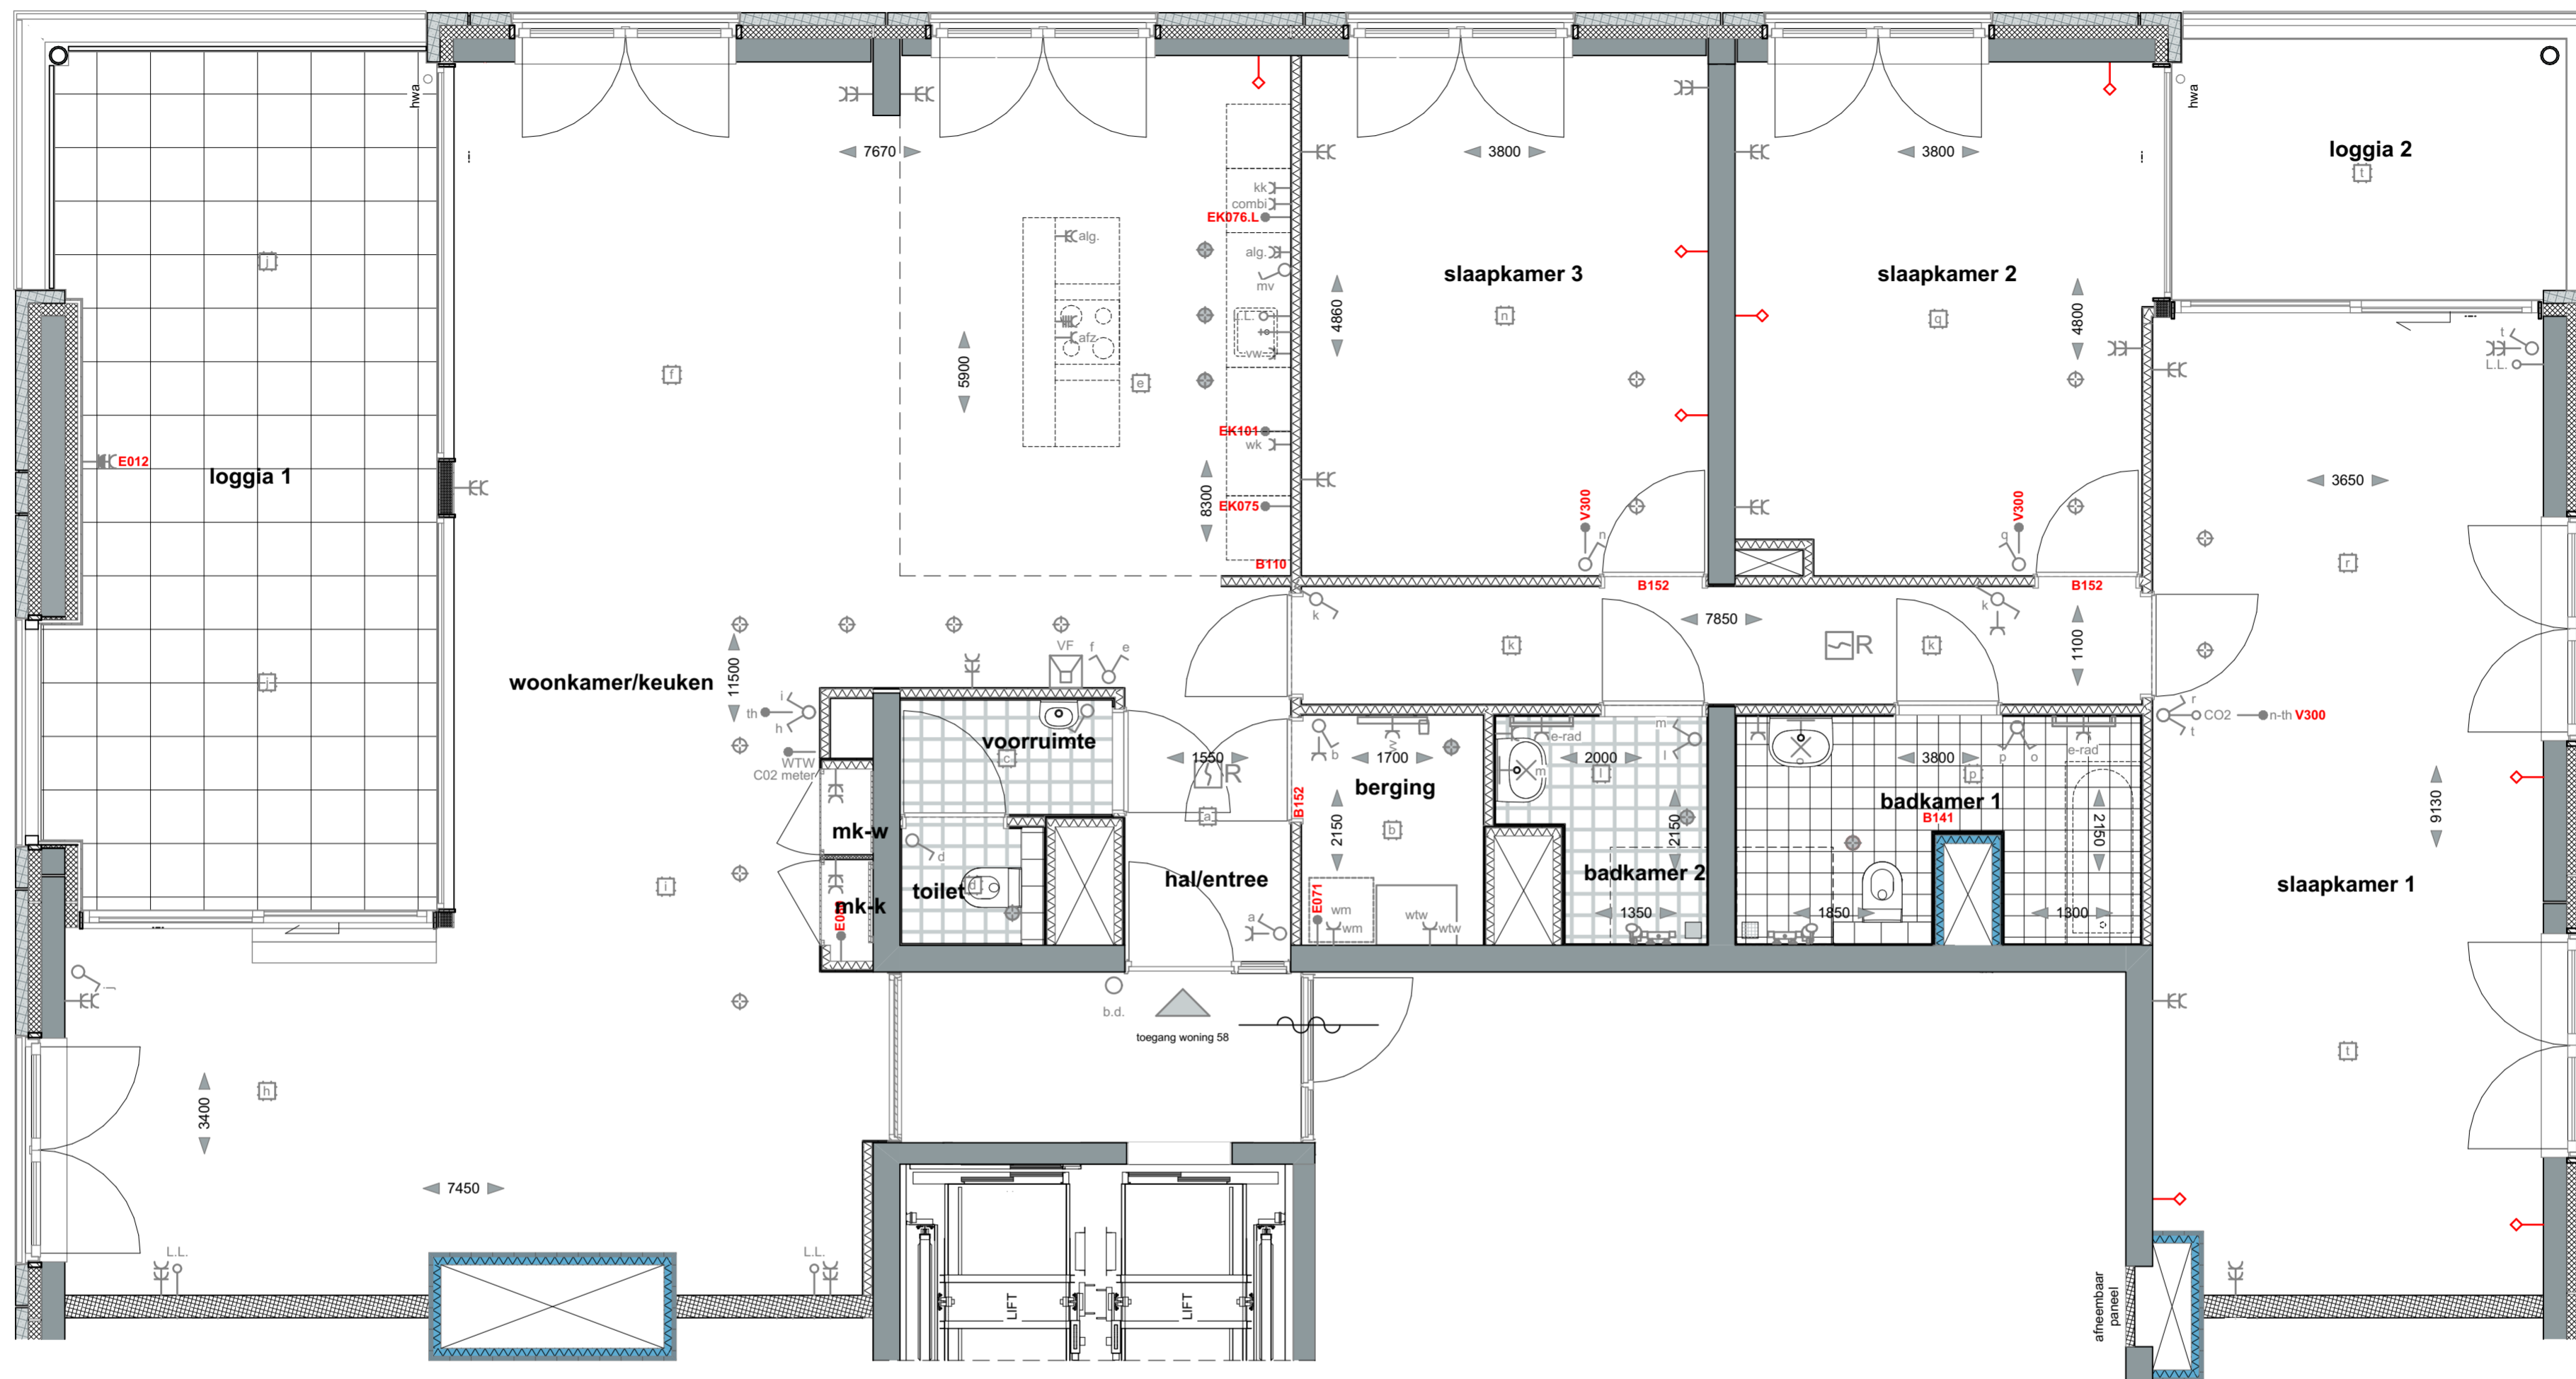 hwa
hwa
7670
3800
3800
loggia 2
t
kk
combi
EK076.L
alg.
alg.
j
mv
slaapkamer 3
slaapkamer 2
4860
4800
n
q
L.L.
afz
vw
5900
f
e
t
L.L.
EK101
wk
E012
loggia 1
3650
8300
EK075
V300
V300
n
q
B110
B152
B152
r
k
k
7850
1100
VF
f
e
k
R
k
woonkamer/keuken
11500
j
i
th
h
r
CO2
n-th
V300
t
voorruimte
c
WTW
C02 meter
1550
R
a
b
w
1700
e-rad
m
l
2000
m
l
berging
3800
p
o
p
e-rad
badkamer 1
B141
B152
2150
b
2150
2150
9130
mk-w
d
toilet
d
hal/entree
badkamer 2
slaapkamer 1
i
mk-k
a
E071
wm
wm
wtw
wtw
1350
1850
1300
j
b.d.
toegang woning 58
h
3400
t
7450
L.L.
L.L.
LIFT
LIFT
afneembaar
paneel